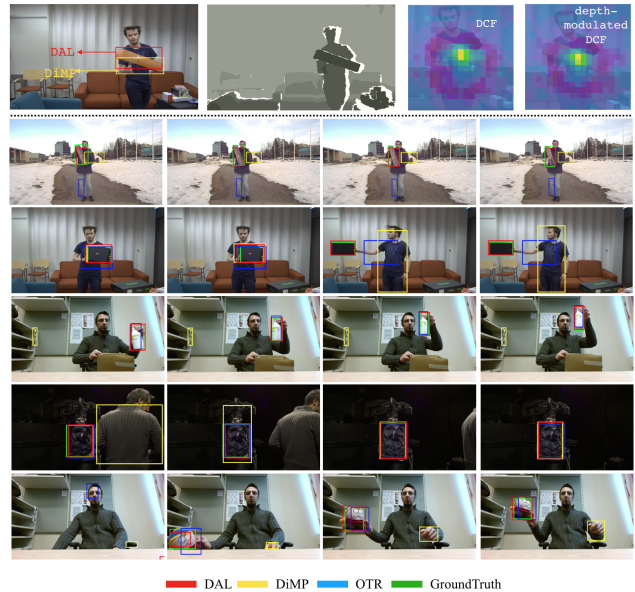 DAL
DiMP
DCF
depth-
modulated
DCF
DAL DiMP OTR GroundTruth